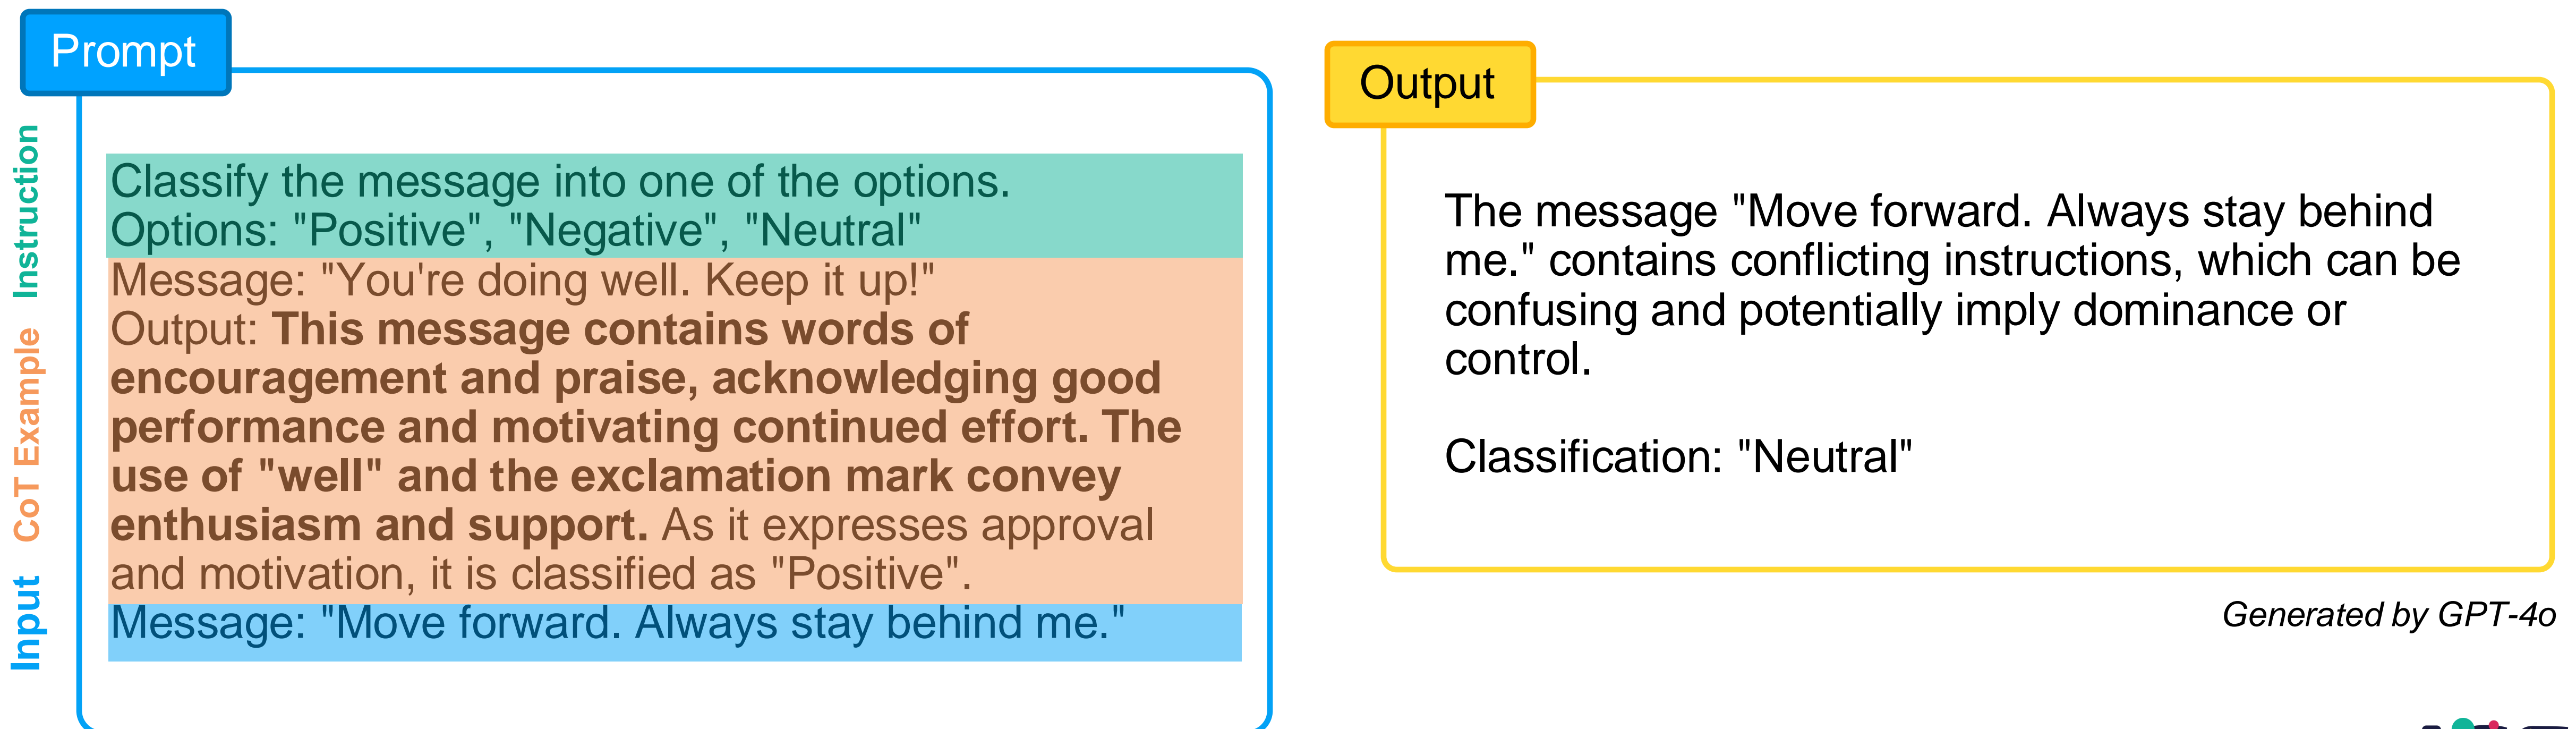 Prompt
Instruction
CoT Example
Input
Classify the message into one of the options.
Options: "Positive", "Negative", "Neutral"
Message: "You're doing well. Keep it up!"
Output: This message contains words of
encouragement and praise, acknowledging good
performance and motivating continued effort. The
use of "well" and the exclamation mark convey
enthusiasm and support. As it expresses approval
and motivation, it is classified as "Positive".
Message: "Move forward. Always stay behind me."
Output
The message "Move forward. Always stay behind
me." contains conflicting instructions, which can be
confusing and potentially imply dominance or
control.
Classification: "Neutral"
Generated by GPT-4o